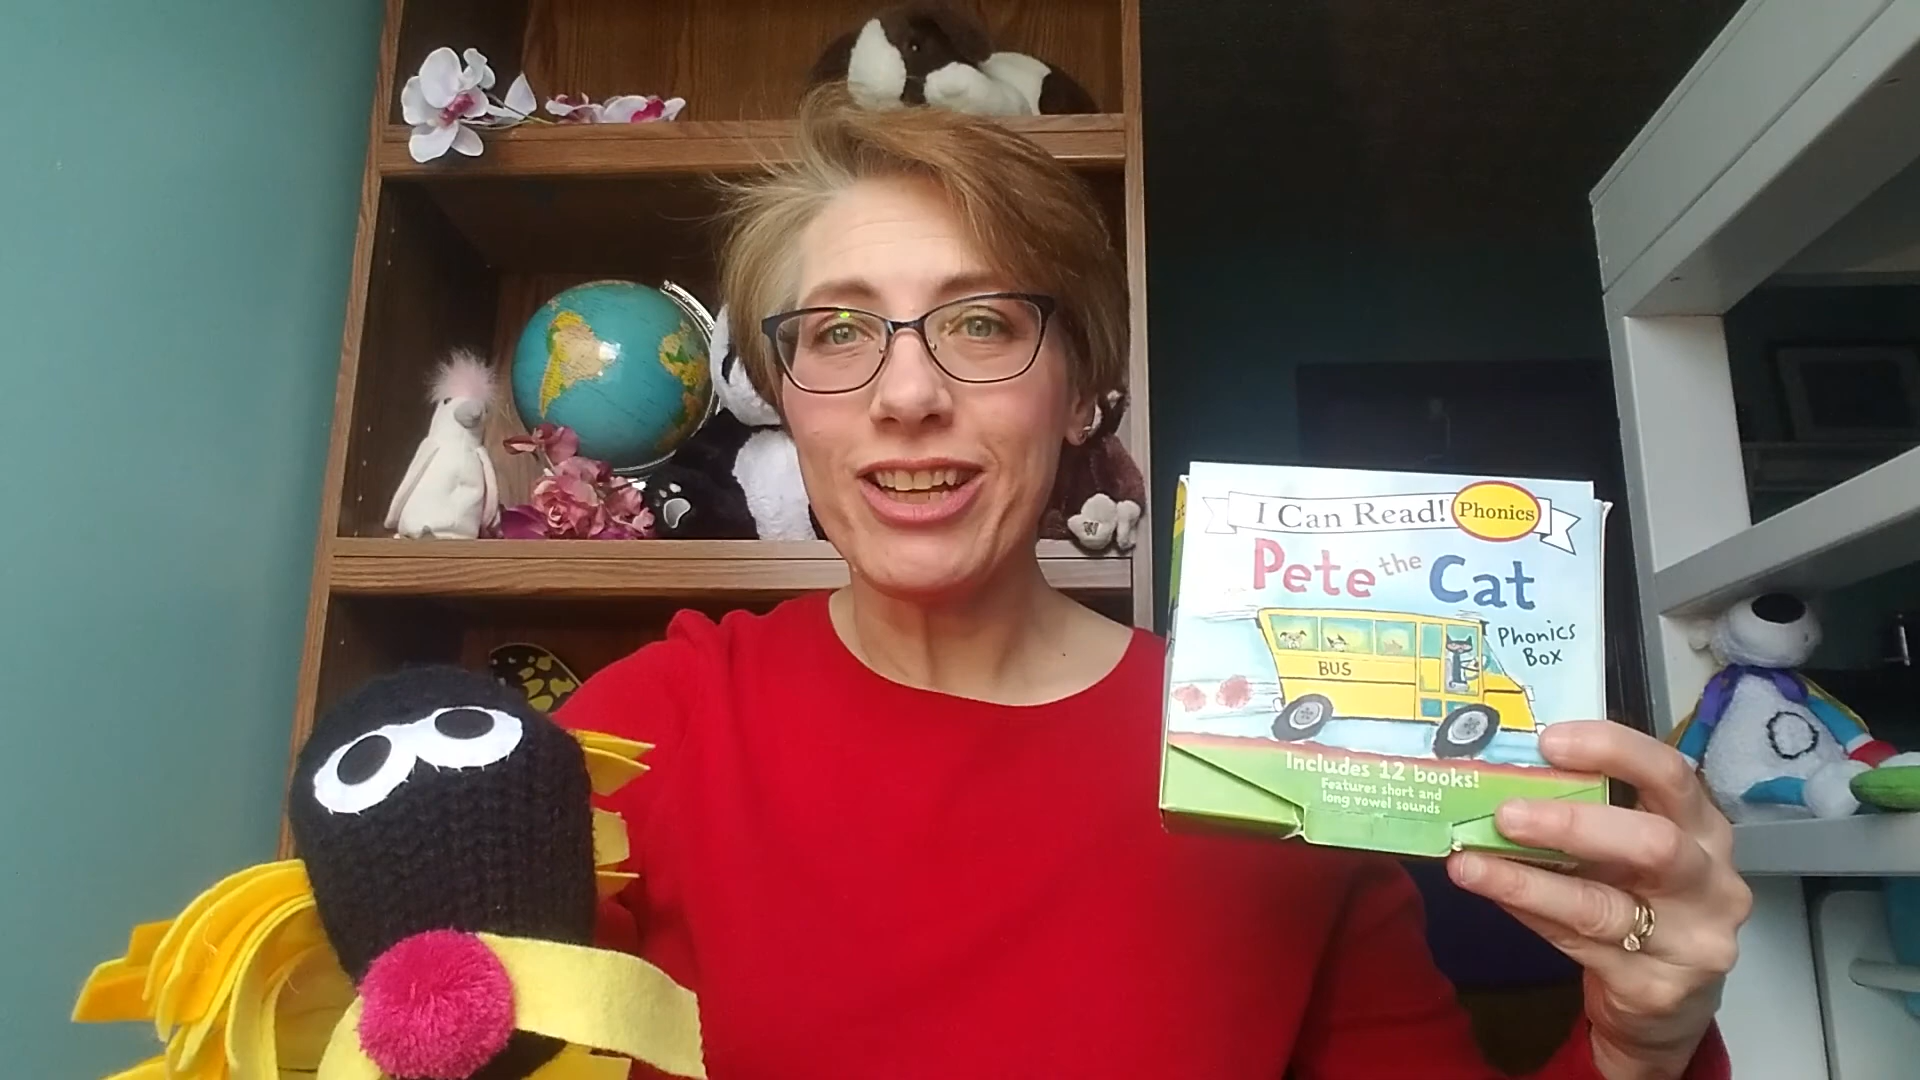 I Can Read! Phonics
Pete the Cat
Phonics
Box
BUS
Includes 12 books!
Features short and
long vowel sounds